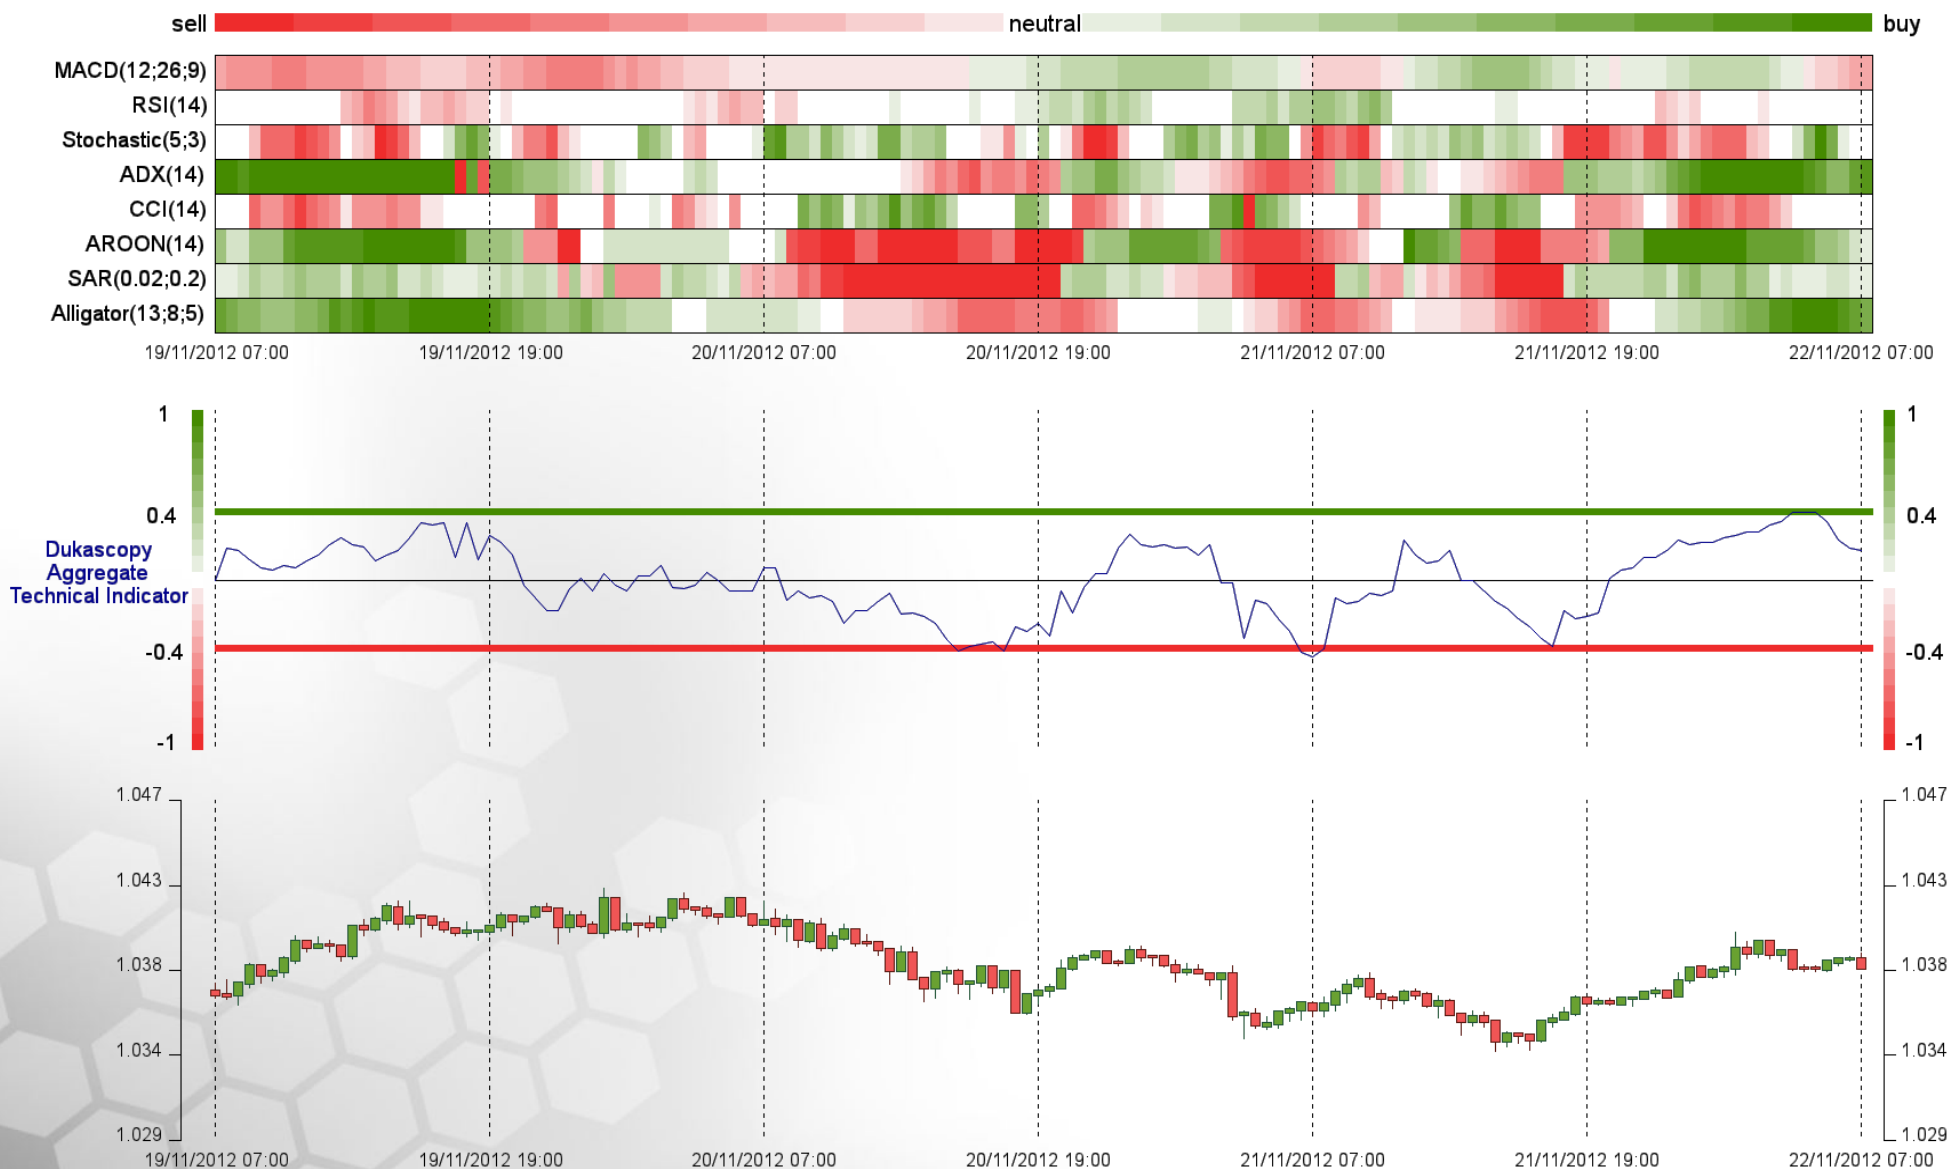 sell neutral buy
MACD(12;26;9)
RSI(14)
Stochastic(5;3)
ADX(14)
CCI(14)
AROON(14)
SAR(0.02;0.2)
Alligator(13;8;5)
19/11/2012 07:00 19/11/2012 19:00 20/11/2012 07:00 20/11/2012 19:00 21/11/2012 07:00 21/11/2012 19:00 22/11/2012 07:00
1 1
0.4 0.4
Dukascopy
Aggregate
Technical Indicator
-0.4 -0.4
-1 -1
1.047 1.047
1.043 1.043
1.038 1.038
1.034 1.034
1.029 1.029
19/11/2012 07:00 19/11/2012 19:00 20/11/2012 07:00 20/11/2012 19:00 21/11/2012 07:00 21/11/2012 19:00 22/11/2012 07:00